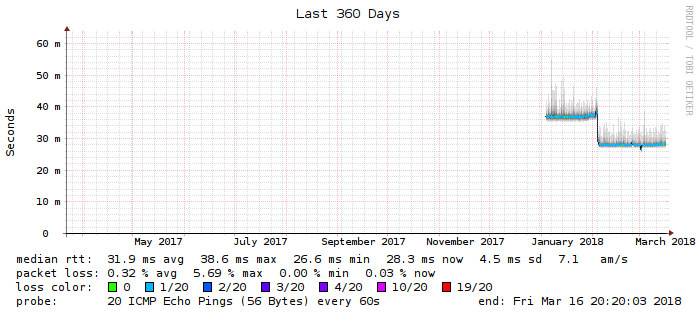 Last 360 Days
RRDTOOL / TOBI OETIKER
Seconds
60 m
50 m
40 m
30 m
20 m
10 m
0
May 2017 July 2017 September 2017 November 2017 January 2018 March 2018
median rtt: 31.9 ms avg 38.6 ms max 26.6 ms min 28.3 ms now 4.5 ms sd 7.1 am/s
packet loss: 0.32 % avg 5.69 % max 0.00 % min 0.03 % now
loss color: 0 1/20 2/20 3/20 4/20 10/20 19/20
probe: 20 ICMP Echo Pings (56 Bytes) every 60s end: Fri Mar 16 20:20:03 2018